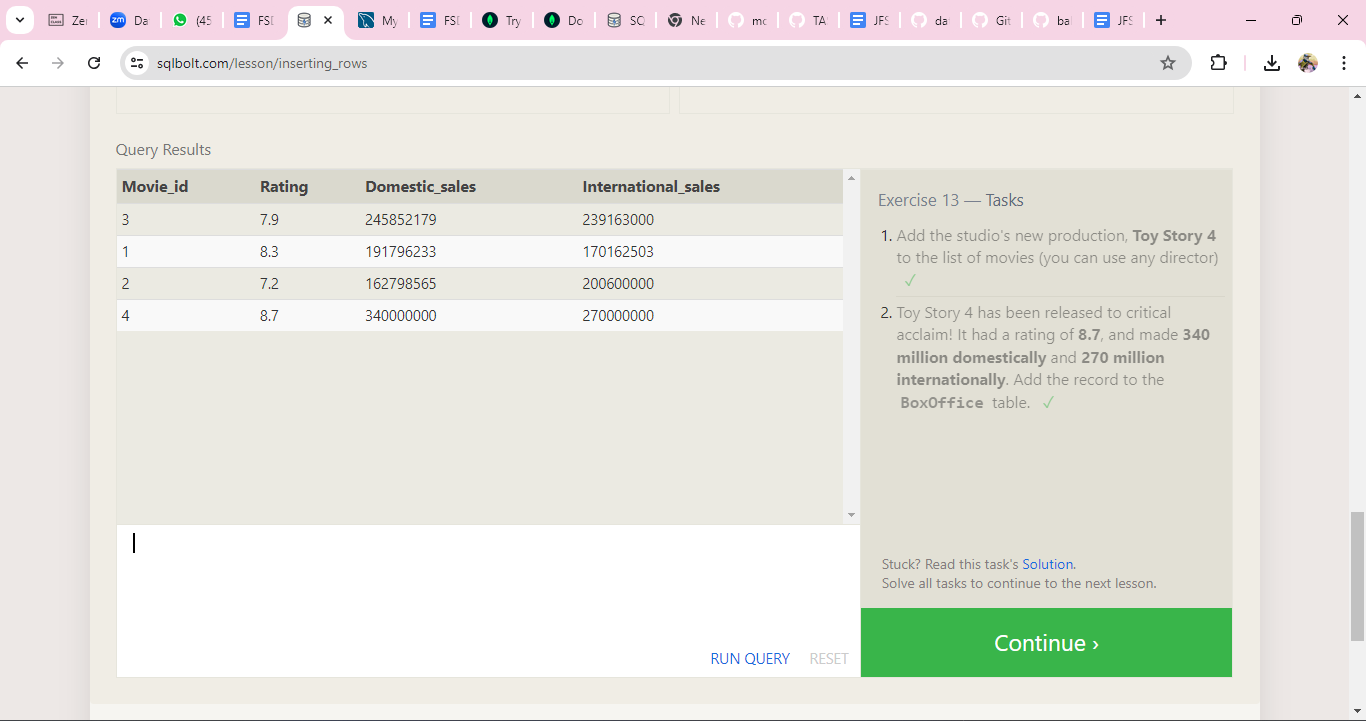 Zer
Da
(45
FSI
My
FSI
Try
Do
SC
Ne
mc
TA
JFS
da
Git
bal
JFS
sqlbolt.com/lesson/inserting_rows
Query Results
Movie_id Rating Domestic_sales International_sales
3 7.9 245852179 239163000
1 8.3 191796233 170162503
2 7.2 162798565 200600000
4 8.7 340000000 270000000
Exercise 13 — Tasks
1. Add the studio's new production, Toy Story 4
to the list of movies (you can use any director)
✓
2. Toy Story 4 has been released to critical
acclaim! It had a rating of 8.7, and made 340
million domestically and 270 million
internationally. Add the record to the
BoxOffice table. ✓
Stuck? Read this task's Solution.
Solve all tasks to continue to the next lesson.
RUN QUERY RESET
Continue ›